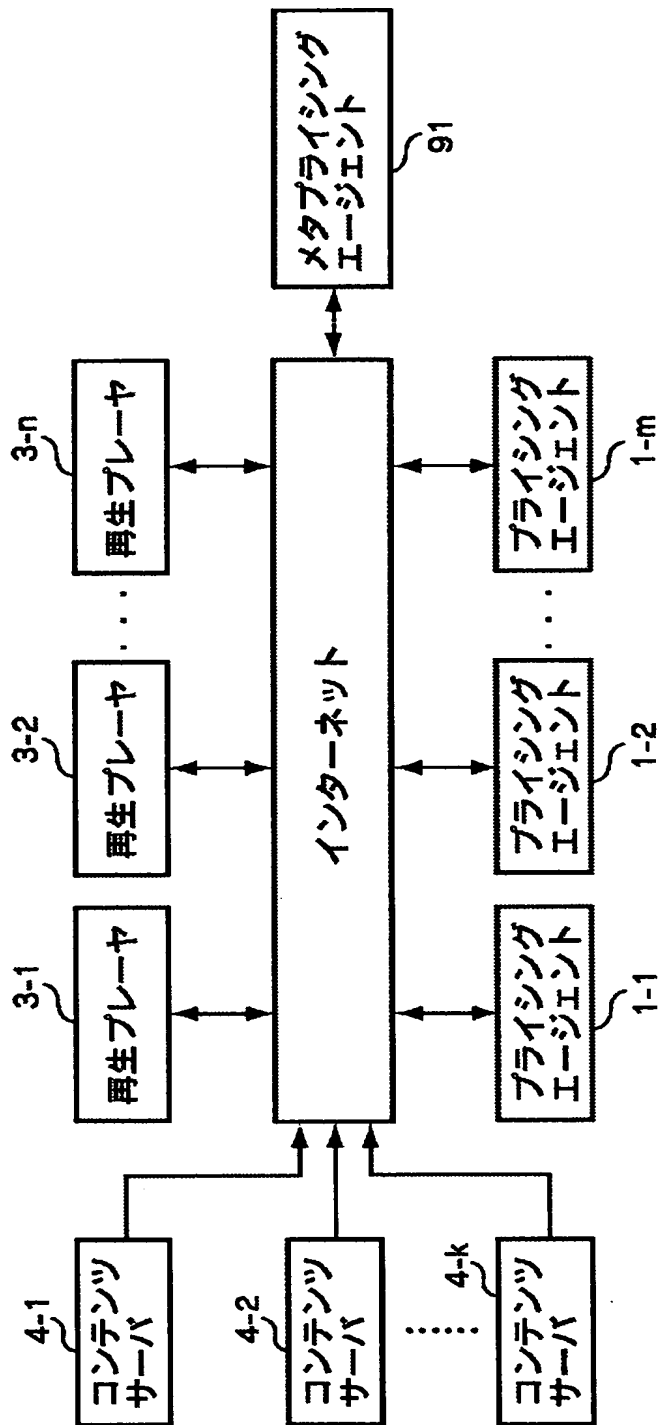 3-1
再生プレーヤ
3-2
再生プレーヤ
. . .
3-n
再生プレーヤ
4-1
コンテンツ
サーバ
4-2
コンテンツ
サーバ
......
4-k
コンテンツ
サーバ
インターネット
メタプライシング
エージェント
91
プライシング
エージェント
1-1
プライシング
エージェント
1-2
. . .
プライシング
エージェント
1-m